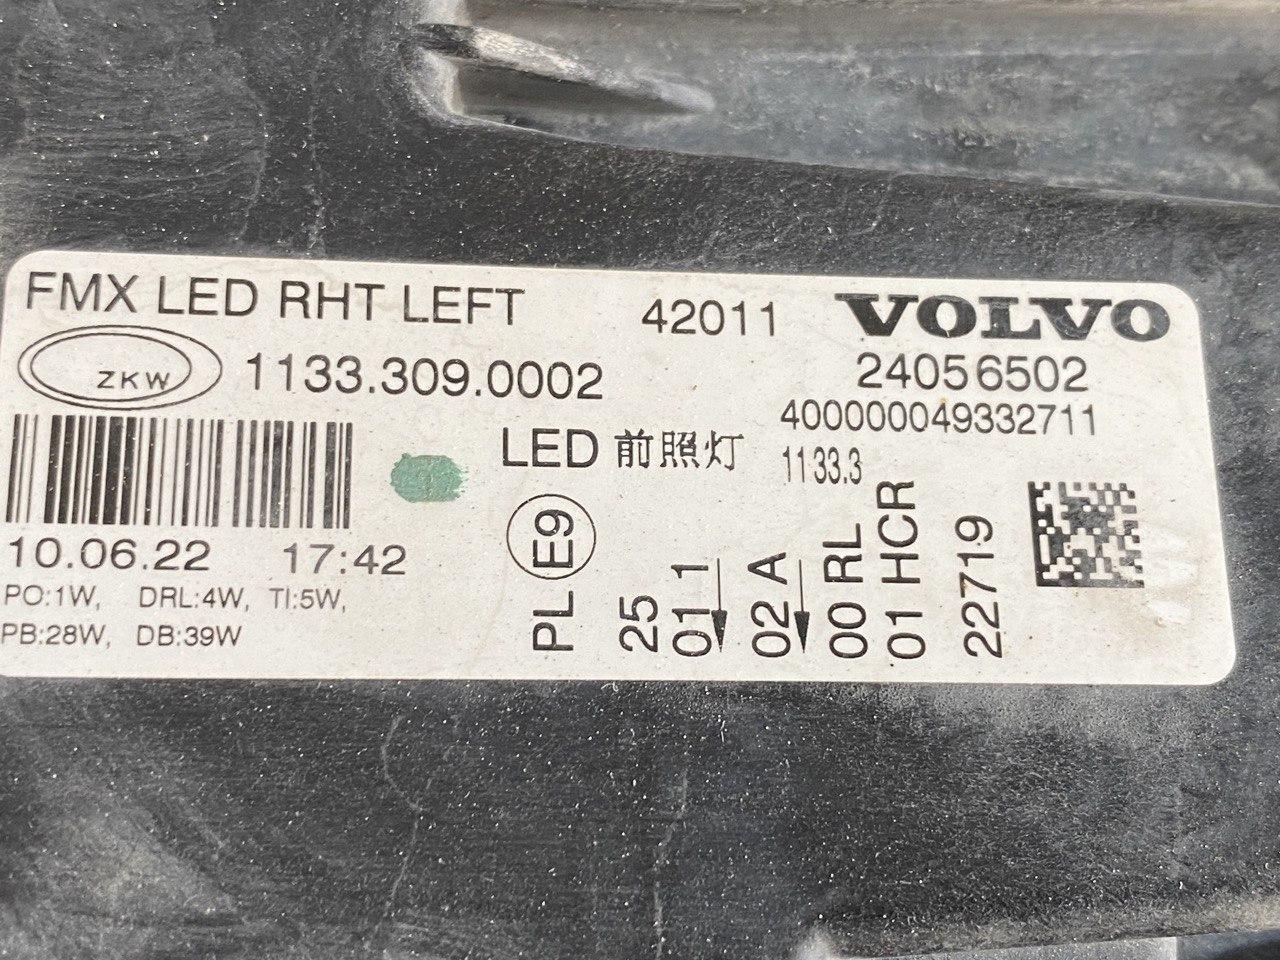 FMX LED RHT LEFT
42011
VOLVO
ZKW
1133.309.0002
24056502
400000049332711
LED 前照灯
1133.3
10.06.22 17:42
PO:1W, DRL:4W, TI:5W,
PB:28W, DB:39W
PL E9
25
01 1
02 A
00 RL
01 HCR
22719